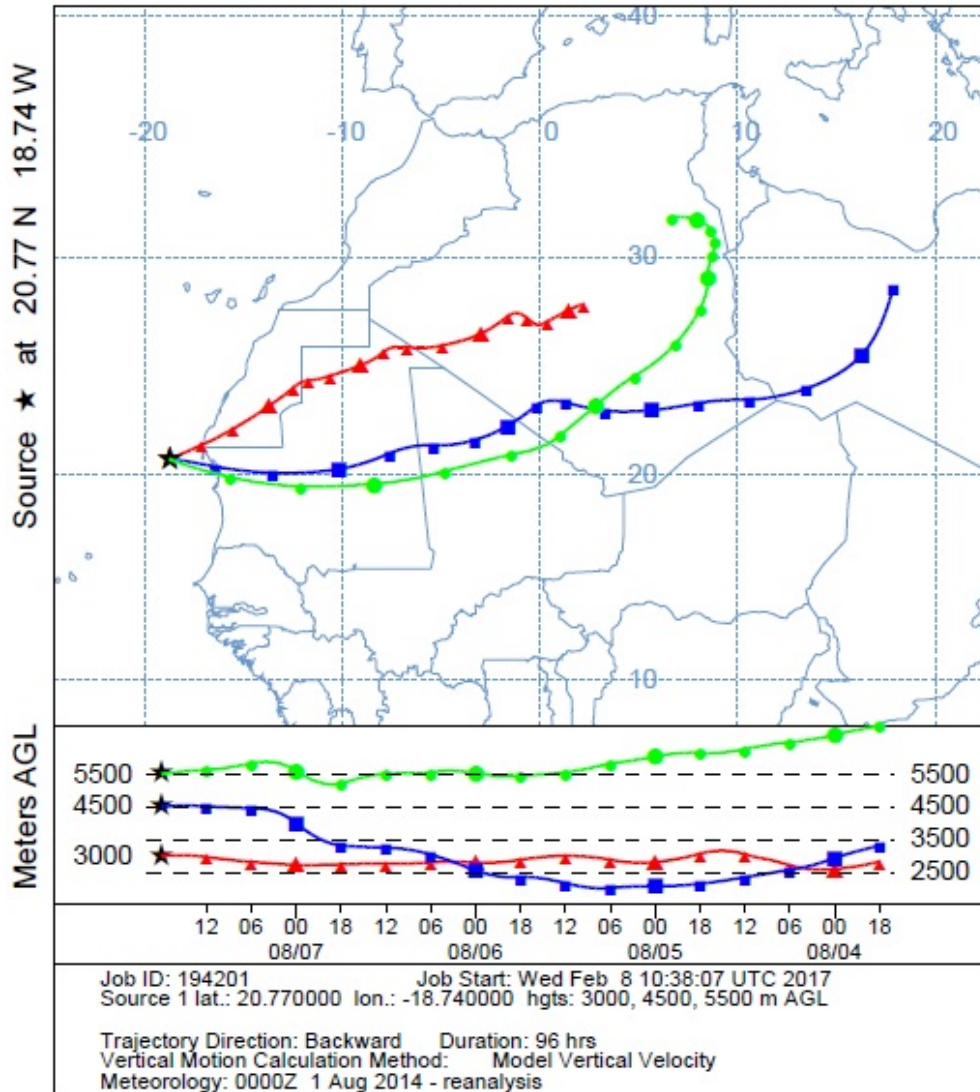 Source ★ at 20.77 N 18.74 W
40
-20 -10 0 10 20
30
20
10
Meters AGL
5500 5500
4500 4500
3500
3000
2500
12 06 00 18 12 06 00 18 12 06 00 18 12 06 00 18
08/07 08/06 08/05 08/04
Job ID: 194201 Job Start: Wed Feb 8 10:38:07 UTC 2017
Source 1 lat.: 20.770000 lon.: -18.740000 hgts: 3000, 4500, 5500 m AGL
Trajectory Direction: Backward Duration: 96 hrs
Vertical Motion Calculation Method: Model Vertical Velocity
Meteorology: 0000Z 1 Aug 2014 - reanalysis